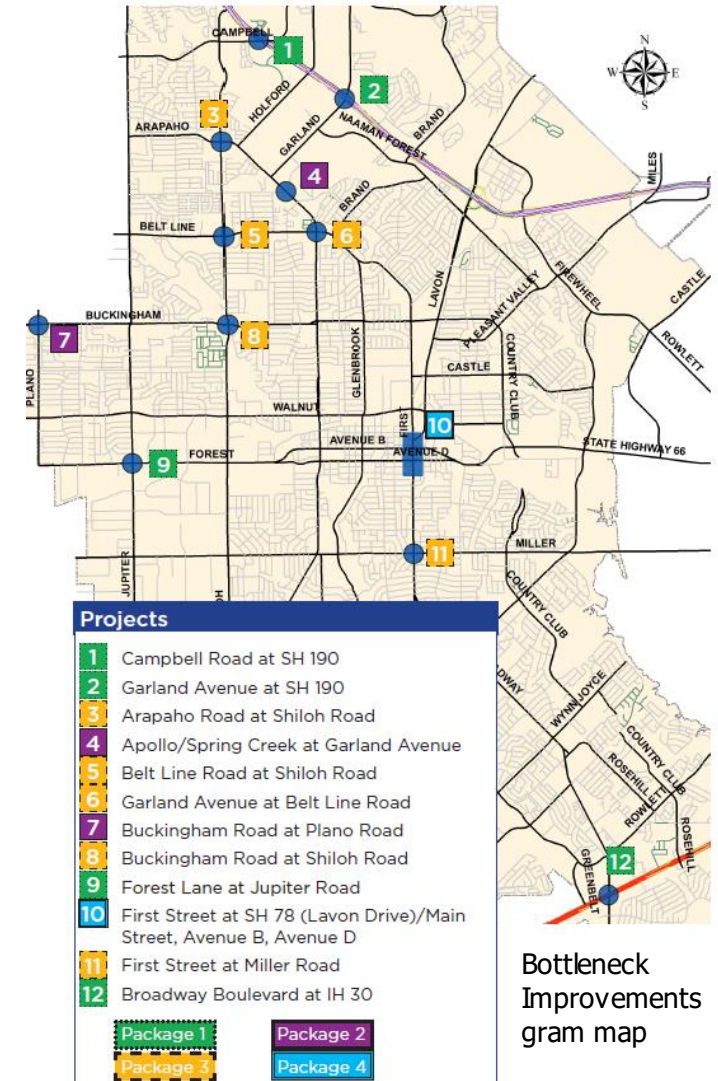 CAMPBELL
1
HOLFORD
2
N
W E
S
3
ARAPAHO
GARLAND
NAAMAN FOREST
BRAND
4
MILES
BRAND
BELT LINE
5
6
LAVON
FIREWHEEL
CASTLE
PLEASANT VALLEY
BUCKINGHAM
7
8
ROWLETT
PLANO
GLENBROOK
CASTLE
COUNTRY CLUB
WALNUT
FIRST
10
AVENUE B
STATE HIGHWAY 66
FOREST
AVENUE D
9
11
MILLER
JUPITER
COUNTRY CLUB
OH
LDWAY
WYNN JOYCE
COUNTRY CLUB
ROSEHILL
ROWLETT
ROSEHILL
GREENBELT
12
Projects
1 Campbell Road at SH 190
2 Garland Avenue at SH 190
3 Arapaho Road at Shiloh Road
4 Apollo/Spring Creek at Garland Avenue
5 Belt Line Road at Shiloh Road
6 Garland Avenue at Belt Line Road
7 Buckingham Road at Plano Road
8 Buckingham Road at Shiloh Road
9 Forest Lane at Jupiter Road
10 First Street at SH 78 (Lavon Drive)/Main
Street, Avenue B, Avenue D
11 First Street at Miller Road
12 Broadway Boulevard at IH 30
Package 1 Package 2
Package 3 Package 4
Bottleneck
Improvements
gram map